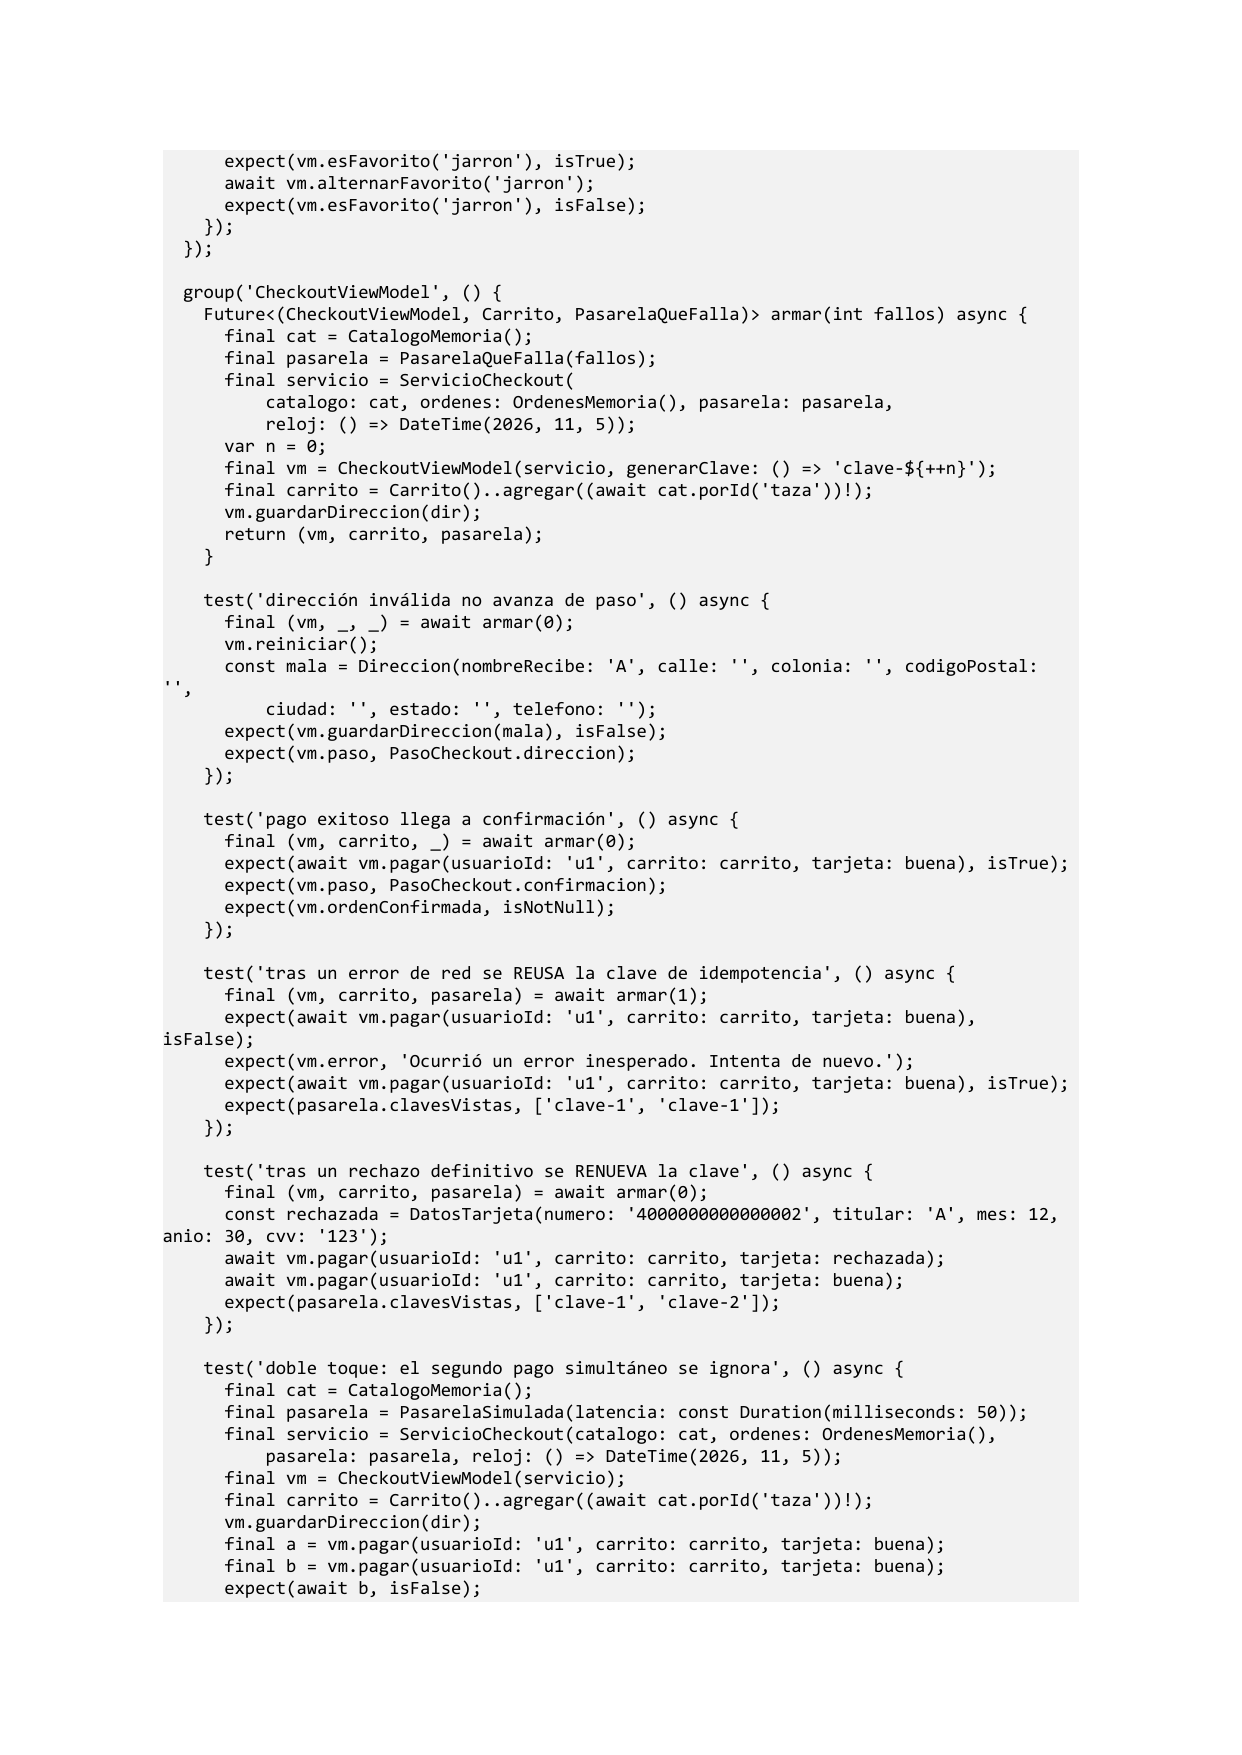 expect(vm.esFavorito('jarron'), isTrue);
      await vm.alternarFavorito('jarron');
      expect(vm.esFavorito('jarron'), isFalse);
    });
  });

  group('CheckoutViewModel', () {
    Future<(CheckoutViewModel, Carrito, PasarelaQueFalla)> armar(int fallos) async {
      final cat = CatalogoMemoria();
      final pasarela = PasarelaQueFalla(fallos);
      final servicio = ServicioCheckout(
          catalogo: cat, ordenes: OrdenesMemoria(), pasarela: pasarela,
          reloj: () => DateTime(2026, 11, 5));
      var n = 0;
      final vm = CheckoutViewModel(servicio, generarClave: () => 'clave-${++n}');
      final carrito = Carrito()..agregar((await cat.porId('taza'))!);
      vm.guardarDireccion(dir);
      return (vm, carrito, pasarela);
    }

    test('dirección inválida no avanza de paso', () async {
      final (vm, _, _) = await armar(0);
      vm.reiniciar();
      const mala = Direccion(nombreRecibe: 'A', calle: '', colonia: '', codigoPostal:
'',
          ciudad: '', estado: '', telefono: '');
      expect(vm.guardarDireccion(mala), isFalse);
      expect(vm.paso, PasoCheckout.direccion);
    });

    test('pago exitoso llega a confirmación', () async {
      final (vm, carrito, _) = await armar(0);
      expect(await vm.pagar(usuarioId: 'u1', carrito: carrito, tarjeta: buena), isTrue);
      expect(vm.paso, PasoCheckout.confirmacion);
      expect(vm.ordenConfirmada, isNotNull);
    });

    test('tras un error de red se REUSA la clave de idempotencia', () async {
      final (vm, carrito, pasarela) = await armar(1);
      expect(await vm.pagar(usuarioId: 'u1', carrito: carrito, tarjeta: buena),
isFalse);
      expect(vm.error, 'Ocurrió un error inesperado. Intenta de nuevo.');
      expect(await vm.pagar(usuarioId: 'u1', carrito: carrito, tarjeta: buena), isTrue);
      expect(pasarela.clavesVistas, ['clave-1', 'clave-1']);
    });

    test('tras un rechazo definitivo se RENUEVA la clave', () async {
      final (vm, carrito, pasarela) = await armar(0);
      const rechazada = DatosTarjeta(numero: '4000000000000002', titular: 'A', mes: 12,
anio: 30, cvv: '123');
      await vm.pagar(usuarioId: 'u1', carrito: carrito, tarjeta: rechazada);
      await vm.pagar(usuarioId: 'u1', carrito: carrito, tarjeta: buena);
      expect(pasarela.clavesVistas, ['clave-1', 'clave-2']);
    });

    test('doble toque: el segundo pago simultáneo se ignora', () async {
      final cat = CatalogoMemoria();
      final pasarela = PasarelaSimulada(latencia: const Duration(milliseconds: 50));
      final servicio = ServicioCheckout(catalogo: cat, ordenes: OrdenesMemoria(),
          pasarela: pasarela, reloj: () => DateTime(2026, 11, 5));
      final vm = CheckoutViewModel(servicio);
      final carrito = Carrito()..agregar((await cat.porId('taza'))!);
      vm.guardarDireccion(dir);
      final a = vm.pagar(usuarioId: 'u1', carrito: carrito, tarjeta: buena);
      final b = vm.pagar(usuarioId: 'u1', carrito: carrito, tarjeta: buena);
      expect(await b, isFalse);